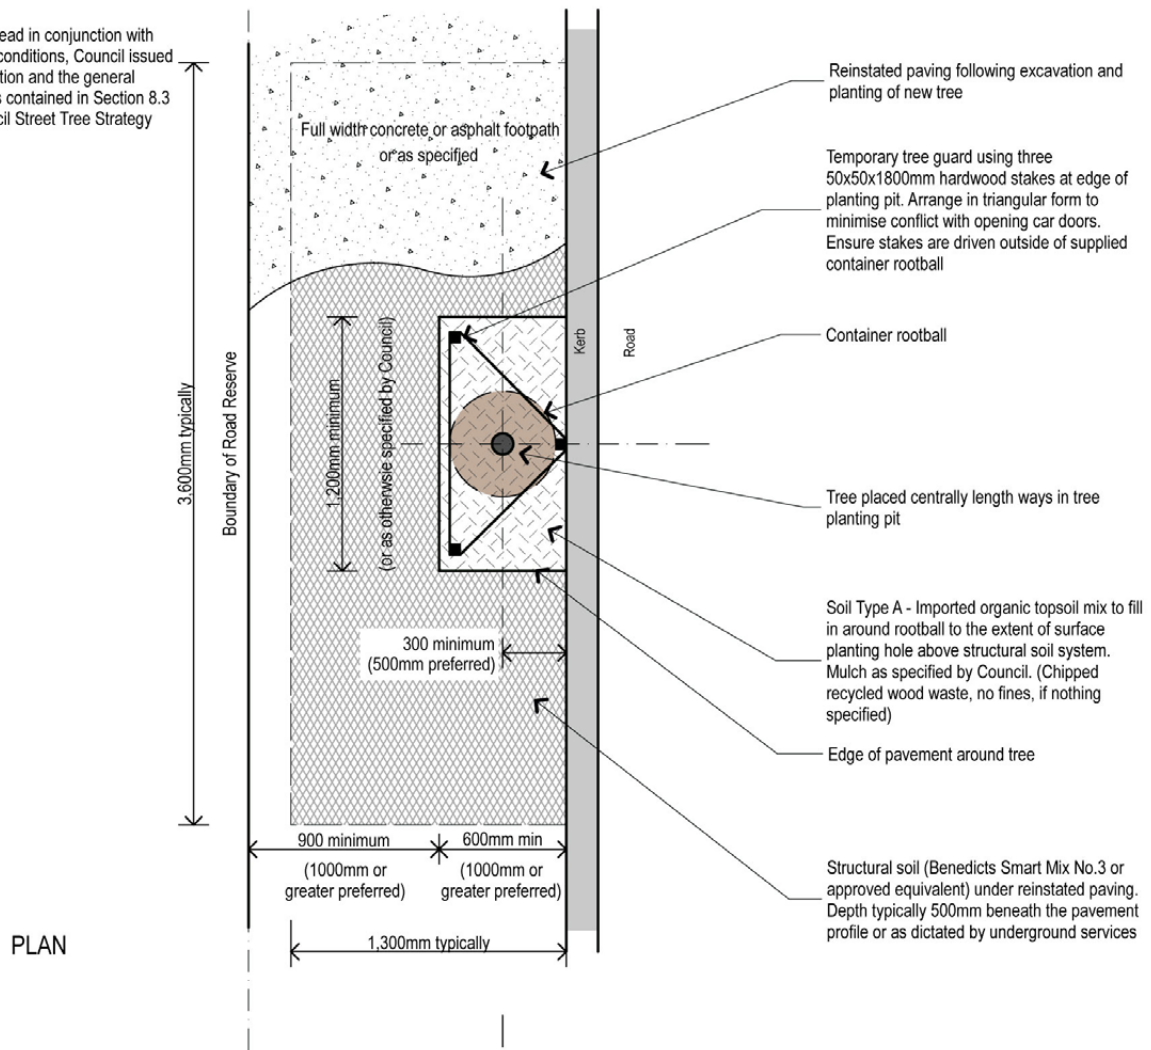 ead in conjunction with
conditions, Council issued
tion and the general
s contained in Section 8.3
cil Street Tree Strategy
Full width concrete or asphalt footpath
or as specified
Reinstated paving following excavation and
planting of new tree
Temporary tree guard using three
50x50x1800mm hardwood stakes at edge of
planting pit. Arrange in triangular form to
minimise conflict with opening car doors.
Ensure stakes are driven outside of supplied
container rootball
Container rootball
Kerb
Road
3,600mm typically
Boundary of Road Reserve
1,200mm minimum
(or as otherwsie specified by Council)
Tree placed centrally length ways in tree
planting pit
Soil Type A - Imported organic topsoil mix to fill
in around rootball to the extent of surface
planting hole above structural soil system.
Mulch as specified by Council. (Chipped
recycled wood waste, no fines, if nothing
specified)
300 minimum
(500mm preferred)
Edge of pavement around tree
900 minimum
(1000mm or
greater preferred)
600mm min
(1000mm or
greater preferred)
Structural soil (Benedicts Smart Mix No.3 or
approved equivalent) under reinstated paving.
Depth typically 500mm beneath the pavement
profile or as dictated by underground services
1,300mm typically
PLAN